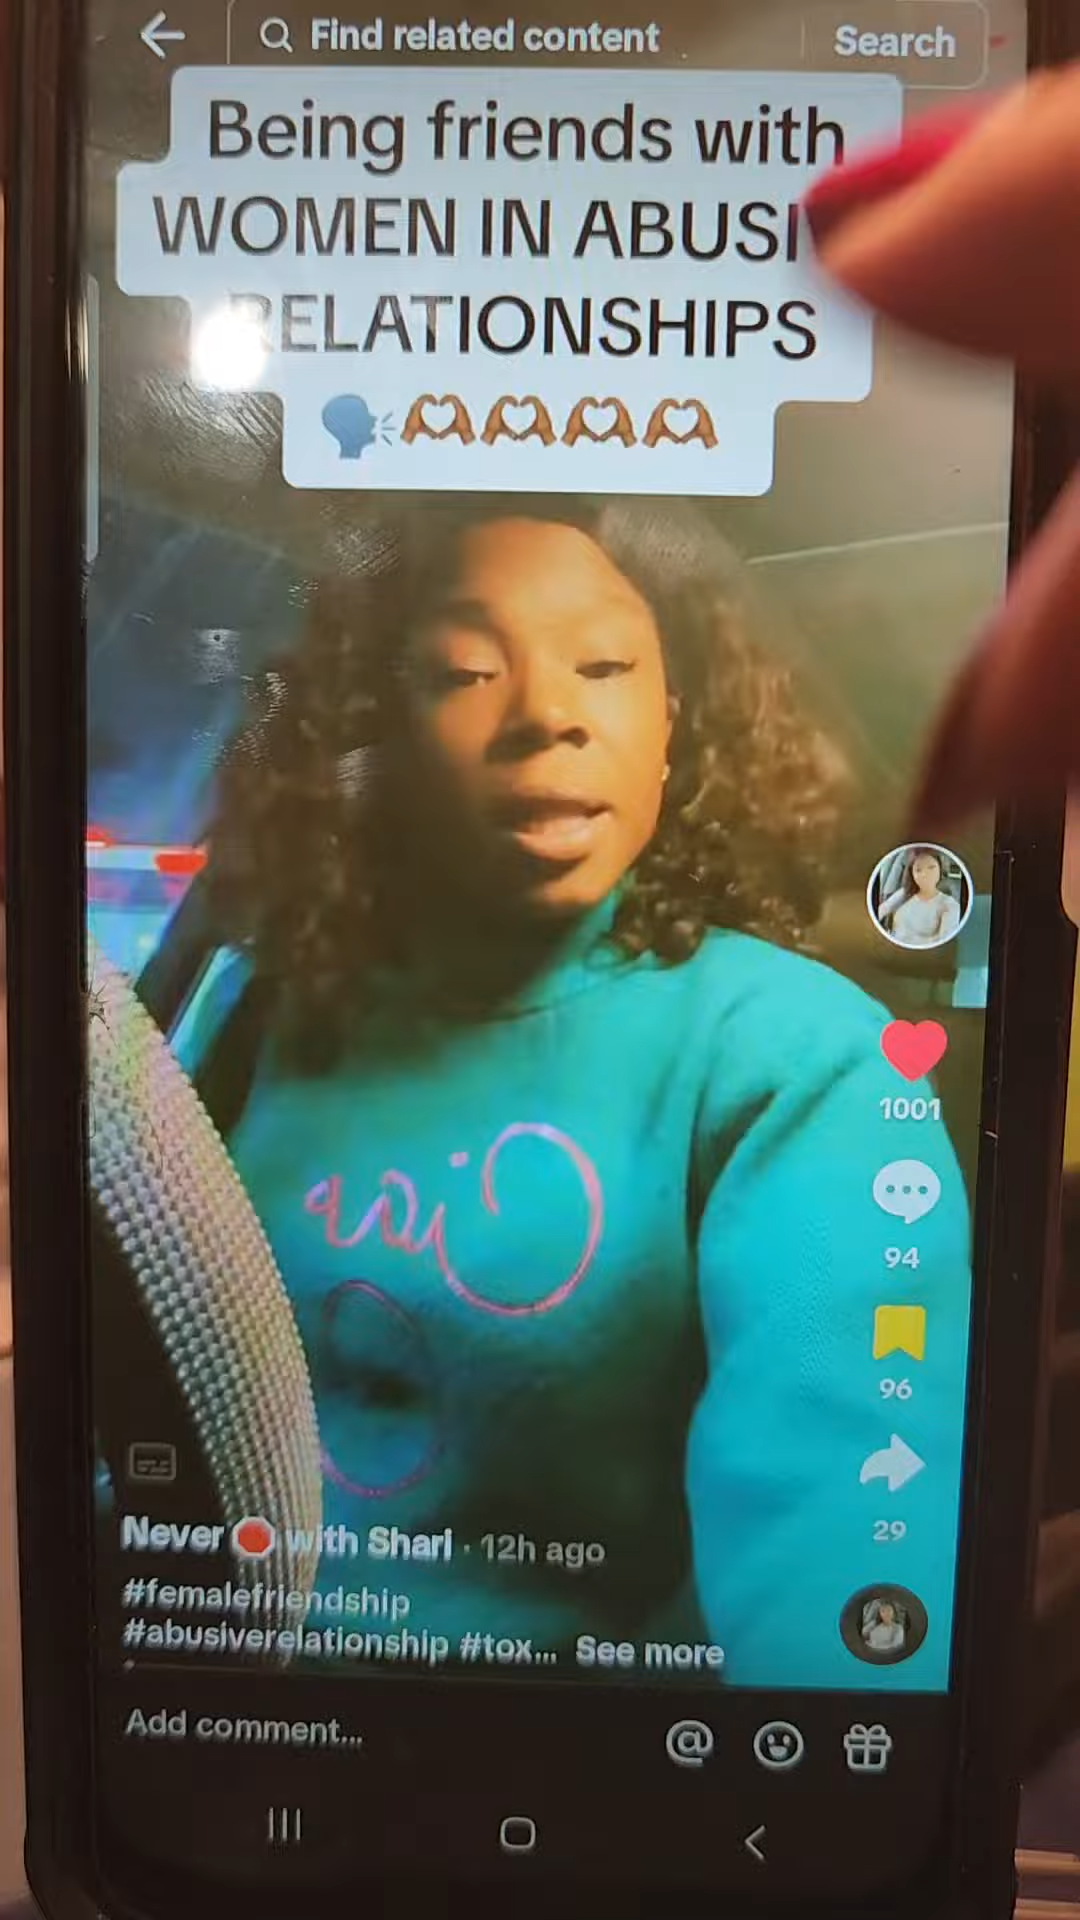 Find related content
Search
Being friends with
WOMEN IN ABUSI
RELATIONSHIPS
1001
94
96
29
Never 🛑 with Shari · 12h ago
#femalefriendship
#abusiverelationship #tox... See more
Add comment...